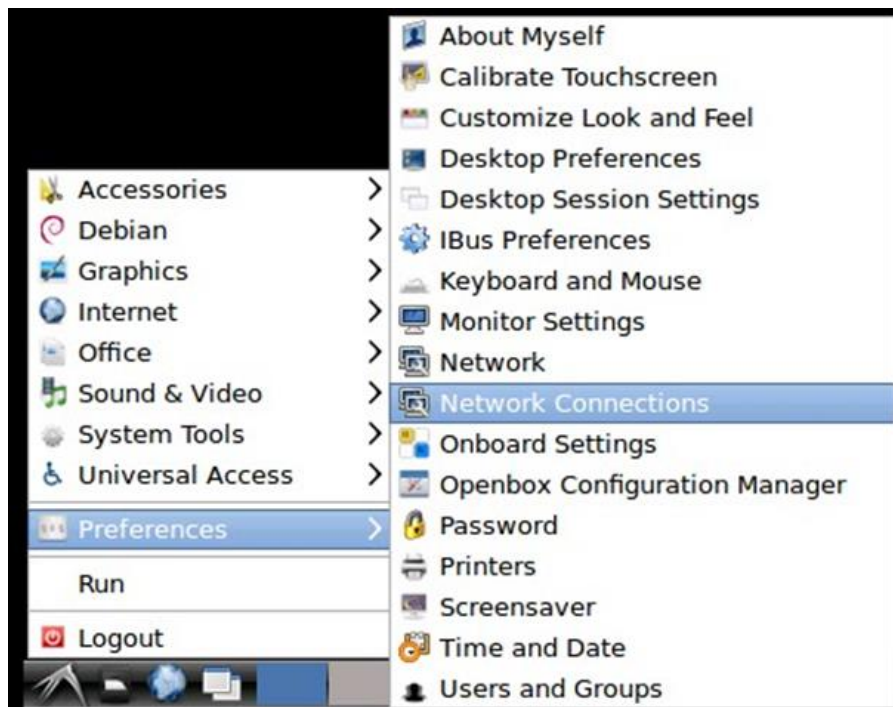 Accessories
Debian
Graphics
Internet
Office
Sound & Video
System Tools
Universal Access
Preferences
Run
Logout
About Myself
Calibrate Touchscreen
Customize Look and Feel
Desktop Preferences
Desktop Session Settings
IBus Preferences
Keyboard and Mouse
Monitor Settings
Network
Network Connections
Onboard Settings
Openbox Configuration Manager
Password
Printers
Screensaver
Time and Date
Users and Groups